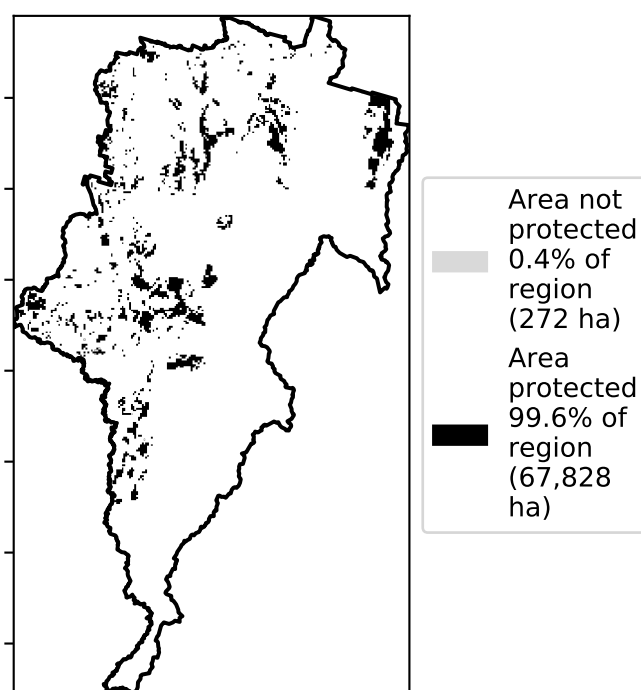 Area not
protected
0.4% of
region
(272 ha)
Area
protected
99.6% of
region
(67,828
ha)